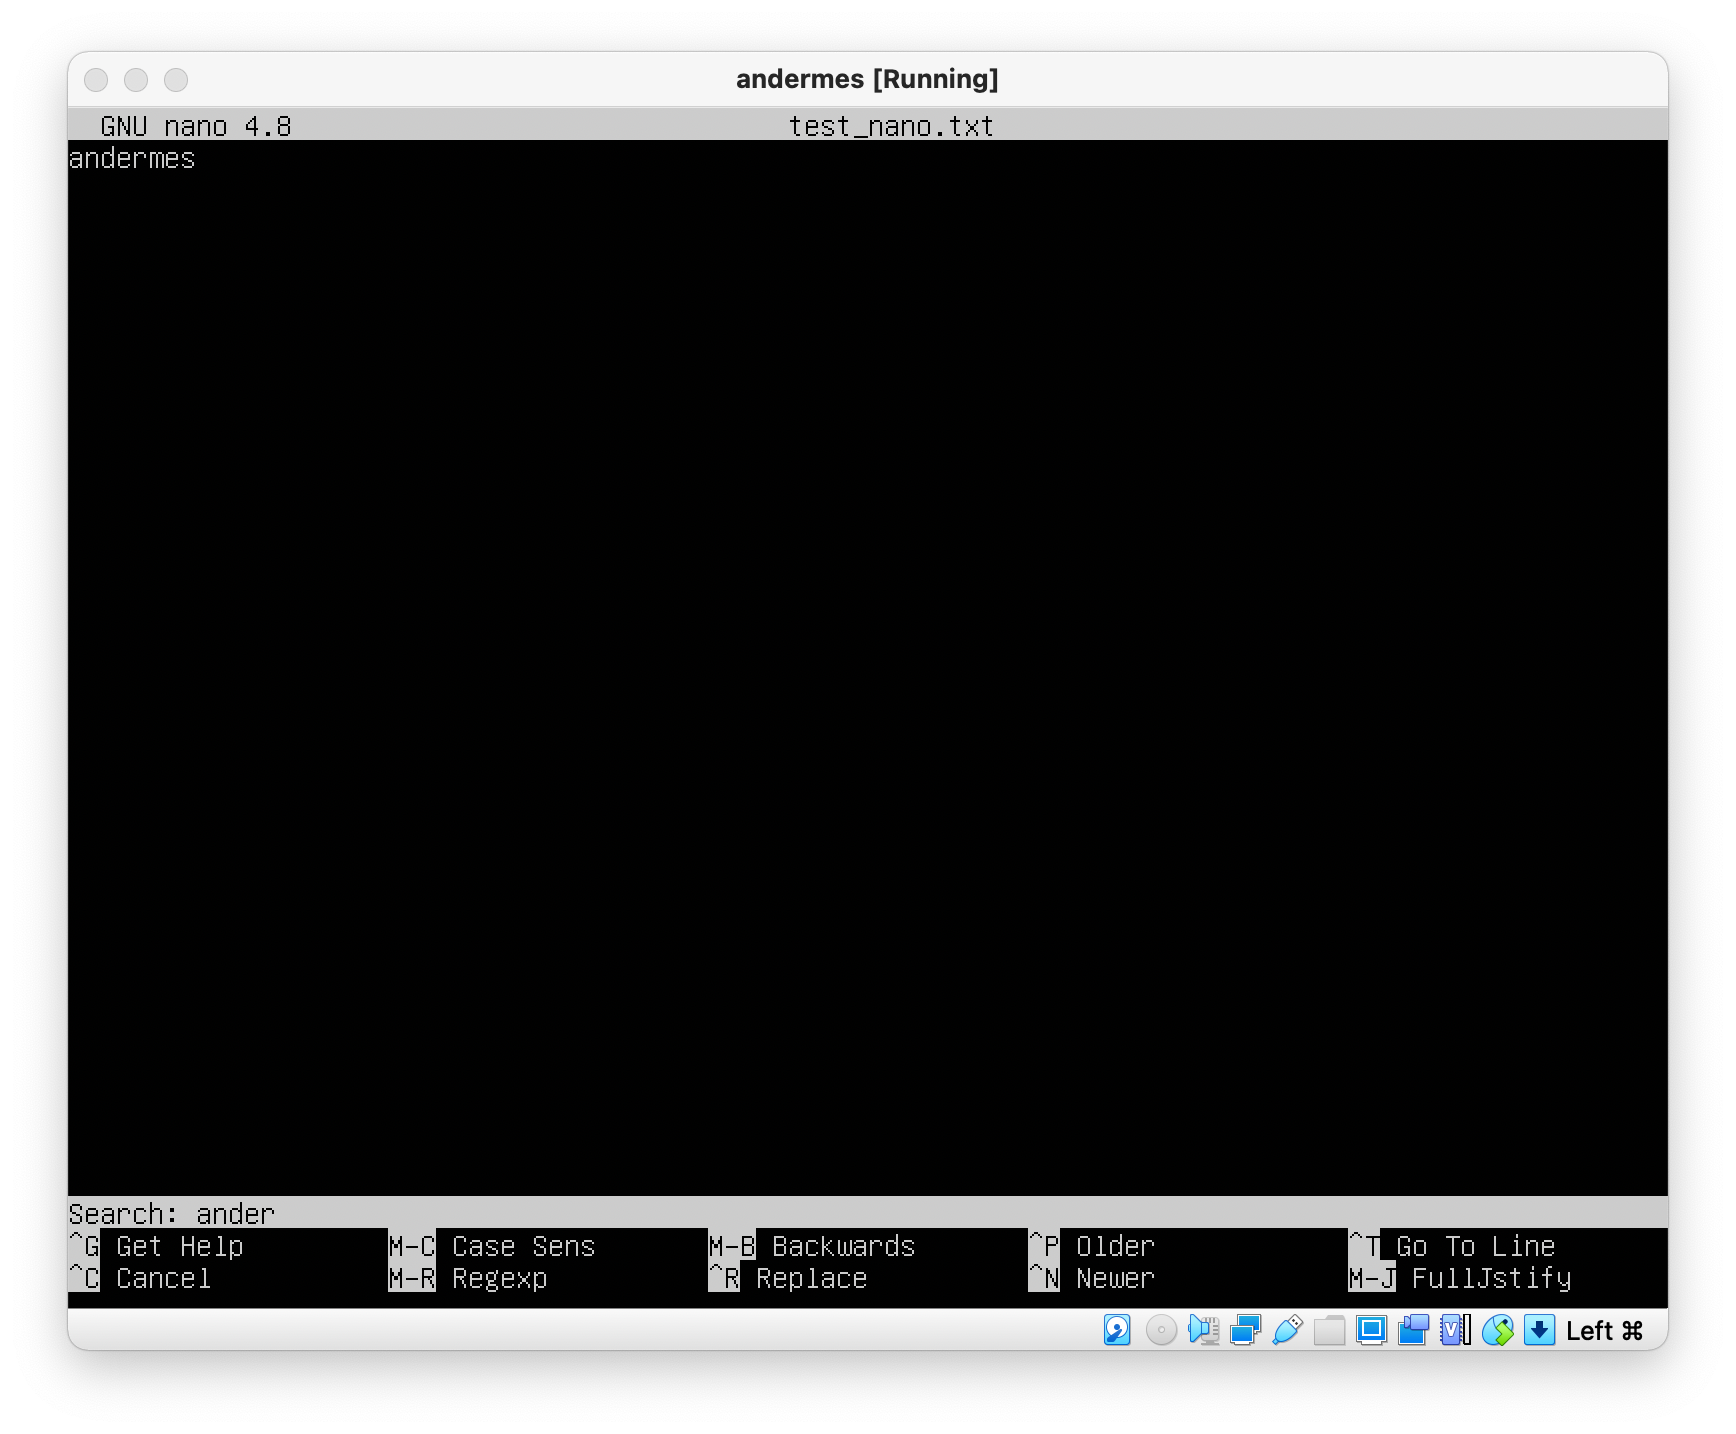 andermes [Running]
GNU nano 4.8 test_nano.txt
andermes
Search: ander
^G Get Help M-C Case Sens M-B Backwards ^P Older ^T Go To Line
^C Cancel M-R Regexp ^R Replace ^N Newer M-J FullJstify
Left ⌘